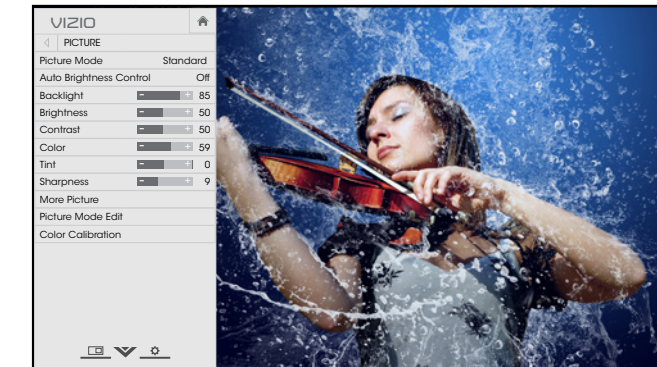 VIZIO
PICTURE
Picture Mode Standard
Auto Brightness Control Off
Backlight 85
Brightness 50
Contrast 50
Color 59
Tint 0
Sharpness 9
More Picture
Picture Mode Edit
Color Calibration